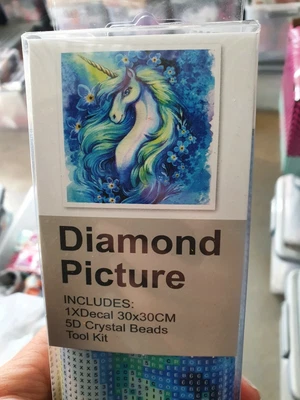 Diamond
Picture
INCLUDES:
1XDecal 30x30CM
5D Crystal Beads
Tool Kit